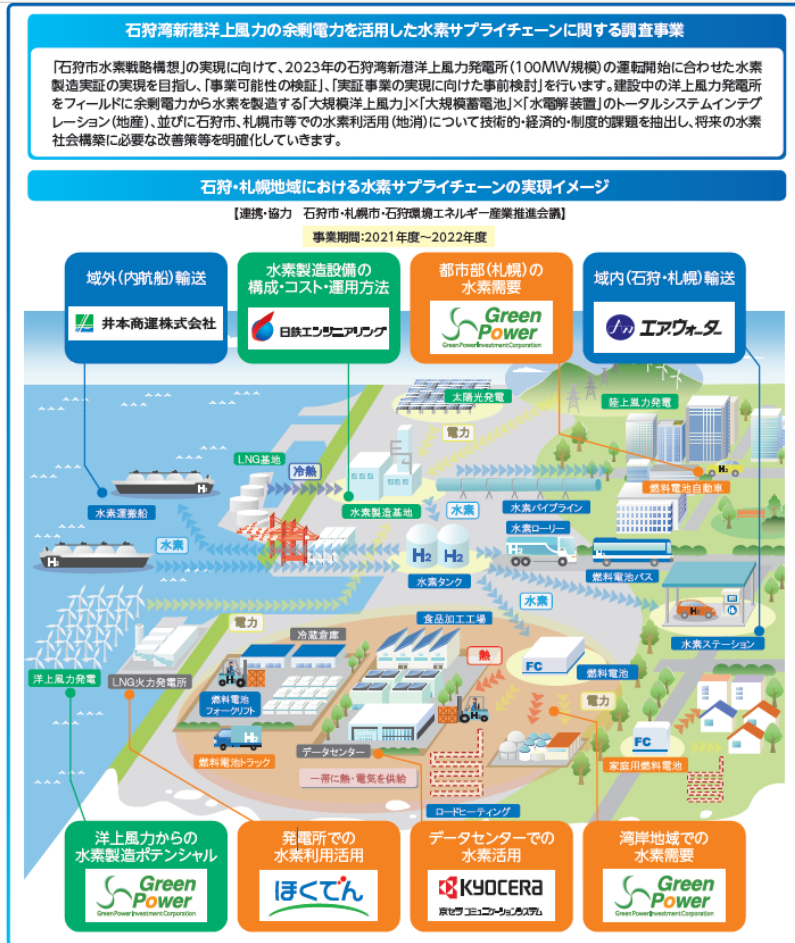 石狩湾新港洋上風力の余剰電力を活用した水素サプライチェーンに関する調査事業
「石狩市水素戦略構想」の実現に向けて、2023年の石狩湾新港洋上風力発電所(100MW規模)の運転開始に合わせた水素
製造実証の実現を目指し、「事業可能性の検証」、「実証事業の実現に向けた事前検討」を行います。建設中の洋上風力発電所
をフィールドに余剰電力から水素を製造する「大規模洋上風力」×「大規模蓄電池」×「水電解装置」のトータルシステムインテグ
レーション(地産)、並びに石狩市、札幌市等での水素利活用(地消)について技術的・経済的・制度的課題を抽出し、将来の水素
社会構築に必要な改善策等を明確化していきます。
石狩・札幌地域における水素サプライチェーンの実現イメージ
【連携・協力　石狩市・札幌市・石狩環境エネルギー産業推進会議】
事業期間:2021年度～2022年度
域外(内航船)輸送
井本商運株式会社
水素製造設備の
構成・コスト・運用方法
日鉄エンジニアリング
都市部(札幌)の
水素需要
Green
Power
Green Power Investment Corporation
域内(石狩・札幌)輸送
エア・ウォーター
太陽光発電
陸上風力発電
電力
LNG基地
冷熱
H2
水素運搬船
水素製造基地
水素
水素パイプライン
燃料電池自動車
水素ローリー
水素
H2
H2
H2
H2
水素タンク
燃料電池バス
水素
水素ステーション
電力
冷蔵倉庫
食品加工工場
熱
FC
燃料電池
洋上風力発電
LNG火力発電所
燃料電池
フォークリフト
電力
H2
燃料電池トラック
データセンター
FC
家庭用燃料電池
一帯に熱・電気を供給
ロードヒーティング
洋上風力からの
水素製造ポテンシャル
Green
Power
Green Power Investment Corporation
発電所での
水素利用活用
ほくでん
データセンターでの
水素活用
KYOCERA
京セラコミュニケーションシステム
湾岸地域での
水素需要
Green
Power
Green Power Investment Corporation